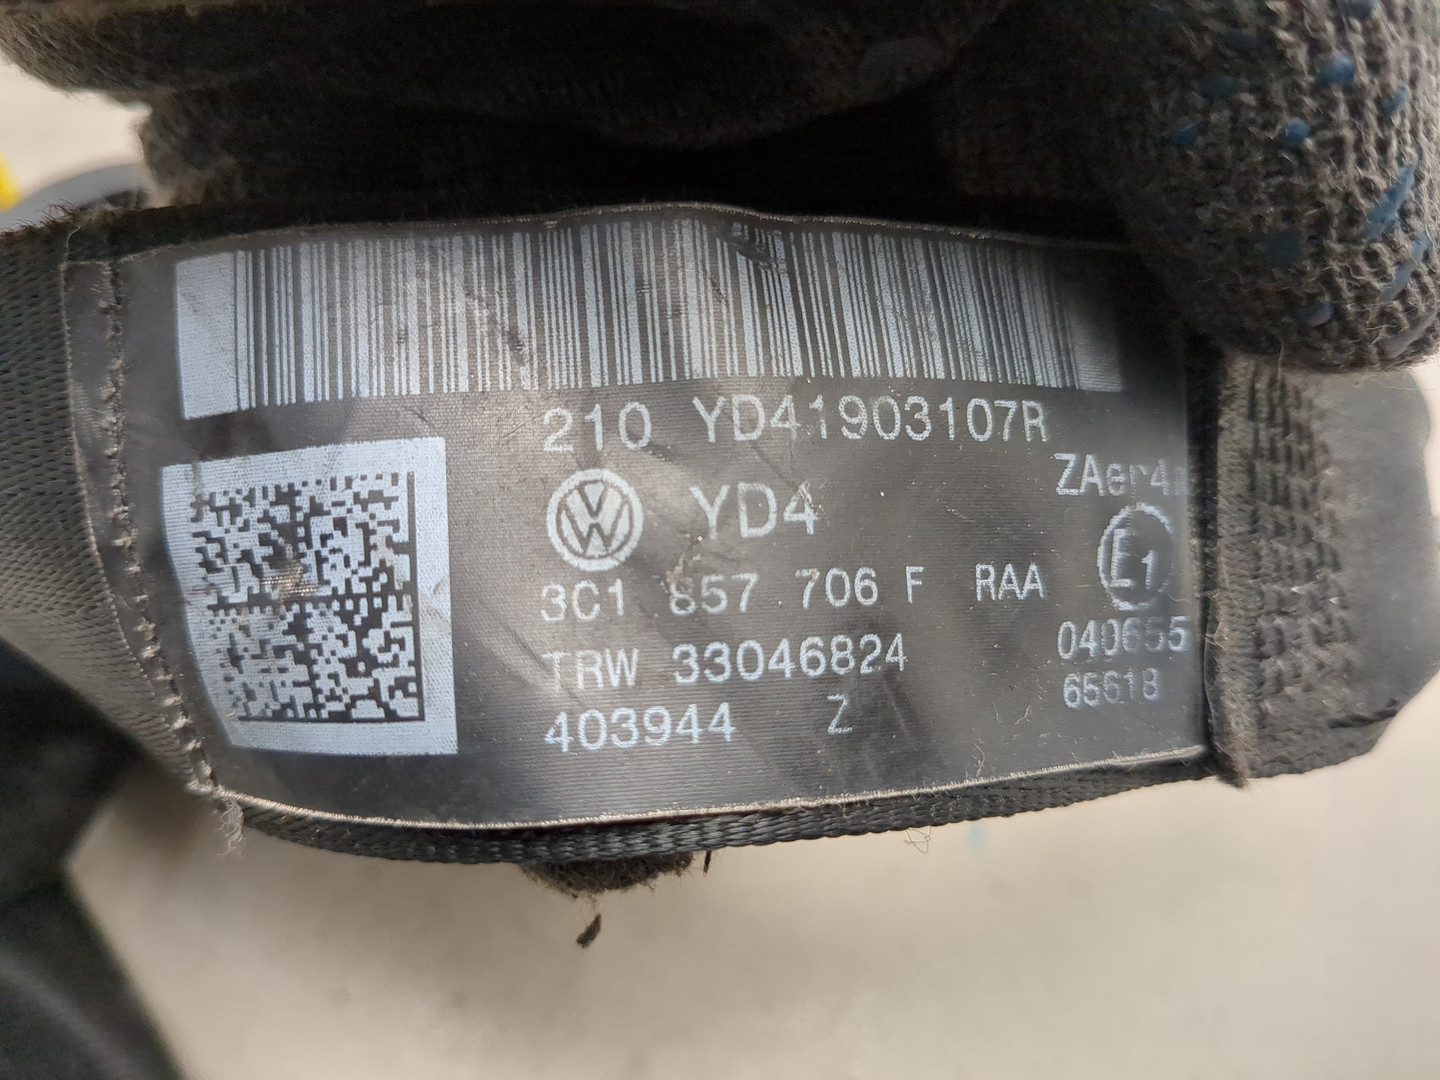 210 YD41903107R
ZAer4
YD4
3C1 857 706 F RAA
E1
TRW 33046824
040655
403944 Z
65618